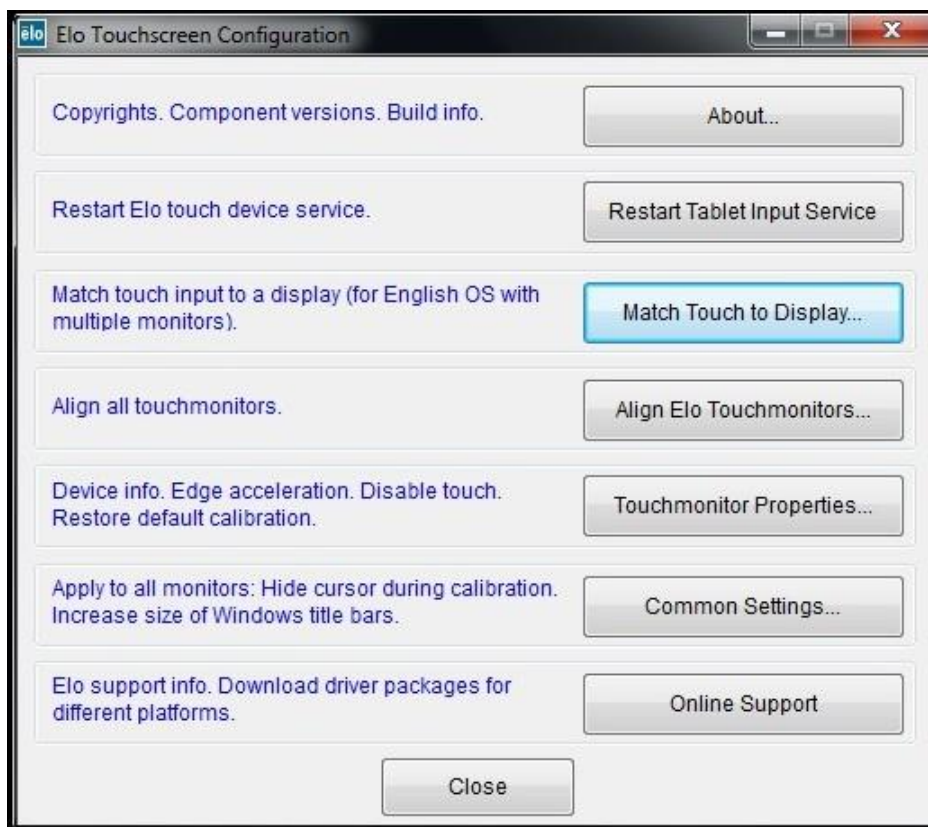 elo Elo Touchscreen Configuration
Copyrights. Component versions. Build info.
About...
Restart Elo touch device service.
Restart Tablet Input Service
Match touch input to a display (for English OS with
multiple monitors).
Match Touch to Display...
Align all touchmonitors.
Align Elo Touchmonitors...
Device info. Edge acceleration. Disable touch.
Restore default calibration.
Touchmonitor Properties...
Apply to all monitors: Hide cursor during calibration.
Increase size of Windows title bars.
Common Settings...
Elo support info. Download driver packages for
different platforms.
Online Support
Close